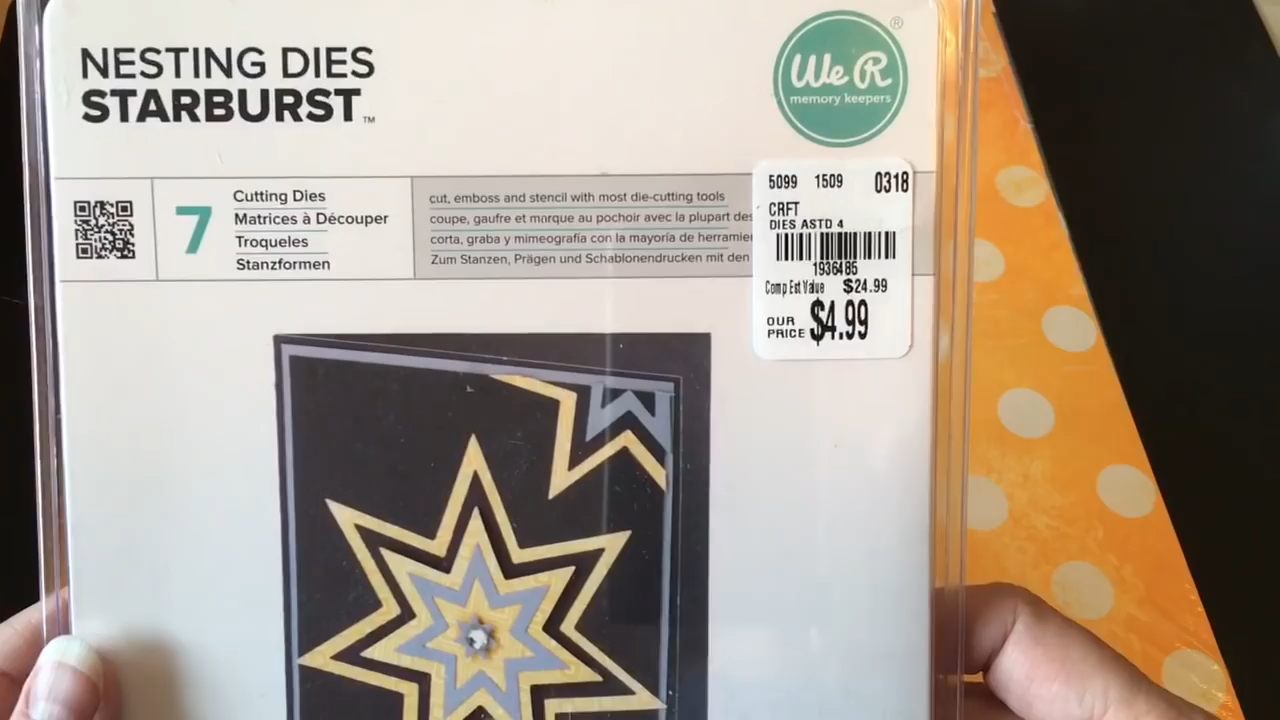 NESTING DIES
STARBURST™
We R®
memory keepers
7
Cutting Dies
Matrices à Découper
Troqueles
Stanzformen
cut, emboss and stencil with most die-cutting tools
coupe, gaufre et marque au pochoir avec la plupart des
corta, graba y mimeografía con la mayoría de
Zum Stanzen, Prägen und Schablonendrucken mit den
5099 1509 0318
CRFT
DIES ASTD 4
1936485
Comp Est Value $24.99
OUR PRICE $4.99